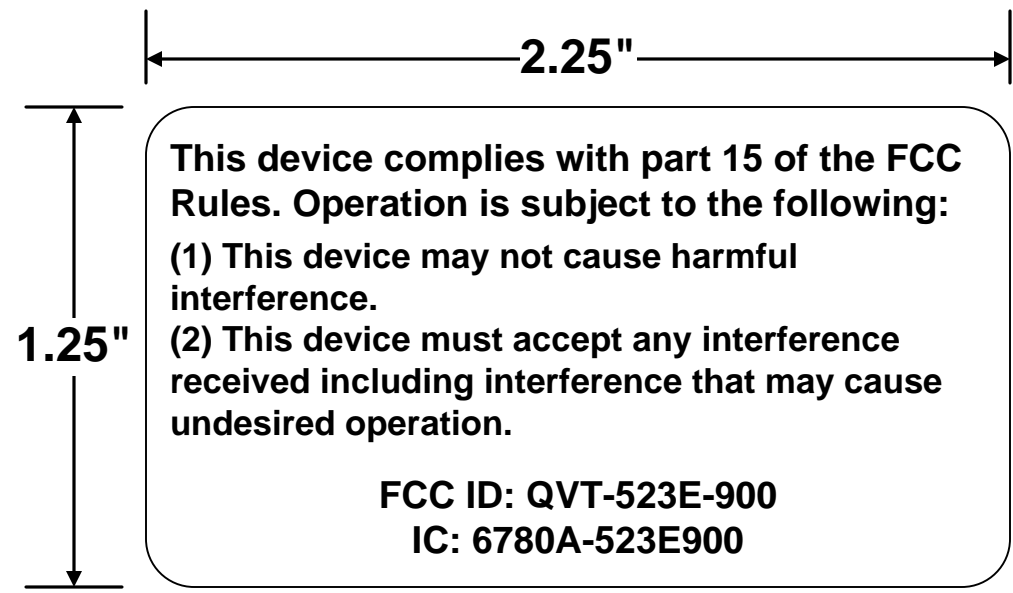 2.25"
This device complies with part 15 of the FCC
Rules. Operation is subject to the following:
(1) This device may not cause harmful
interference.
1.25"
(2) This device must accept any interference
received including interference that may cause
undesired operation.
FCC ID: QVT-523E-900
IC: 6780A-523E900